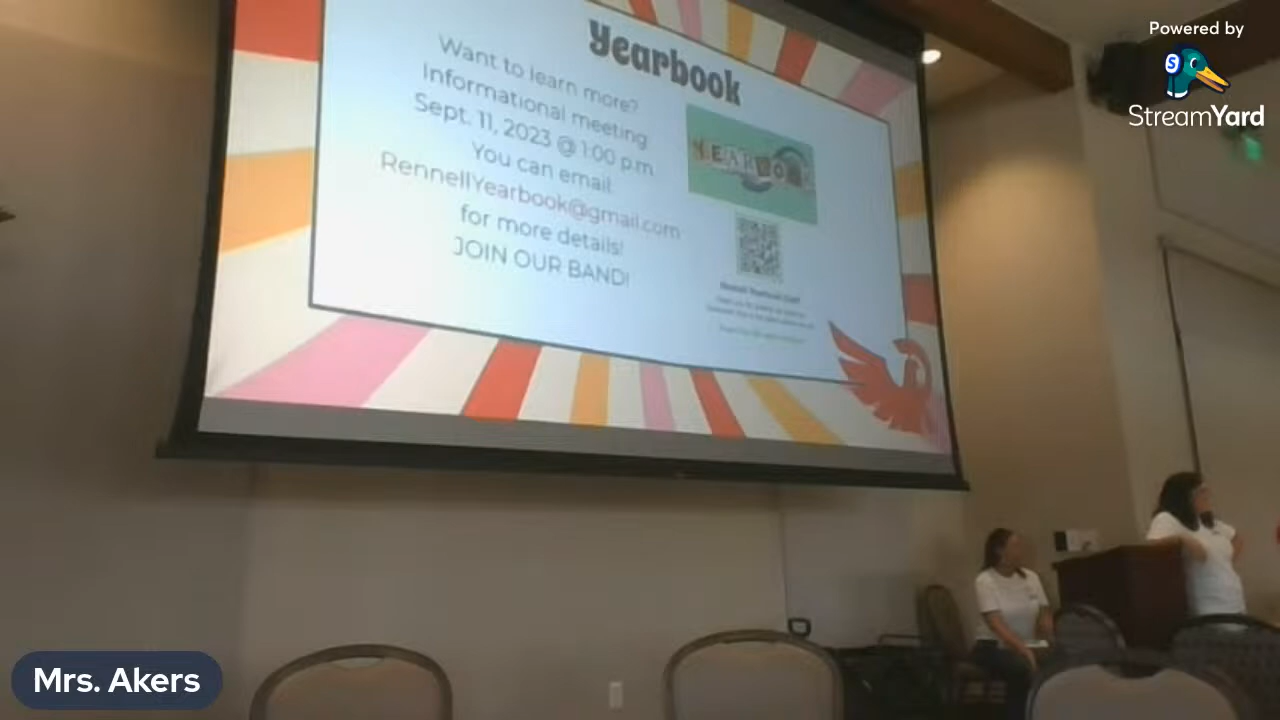 Powered by
StreamYard
Yearbook
Want to learn more?
Informational meeting
Sept. 11, 2023 @ 1:00 p.m.
You can email:
RennellYearbook@gmail.com
for more details!
JOIN OUR BAND!
YEARBOOK
Mrs. Akers